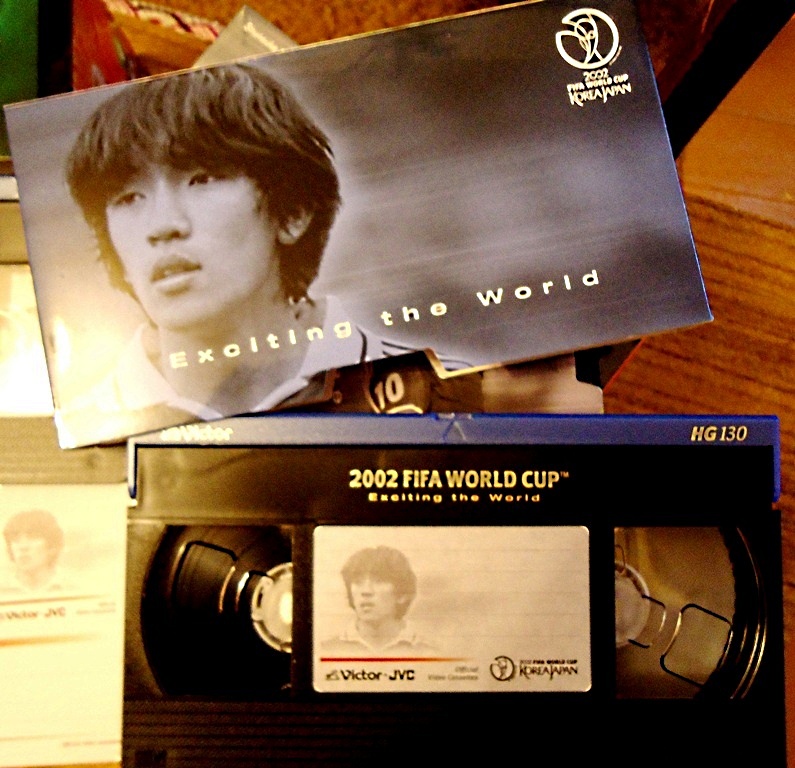 2002
FIFA WORLD CUP
KOREA JAPAN
Exciting the World
10
Victor
HG 130
2002 FIFA WORLD CUP™
Exciting the World
Victor • JVC
Official
Video Cassettes
2002 FIFA WORLD CUP
KOREA JAPAN
Victor • JVC